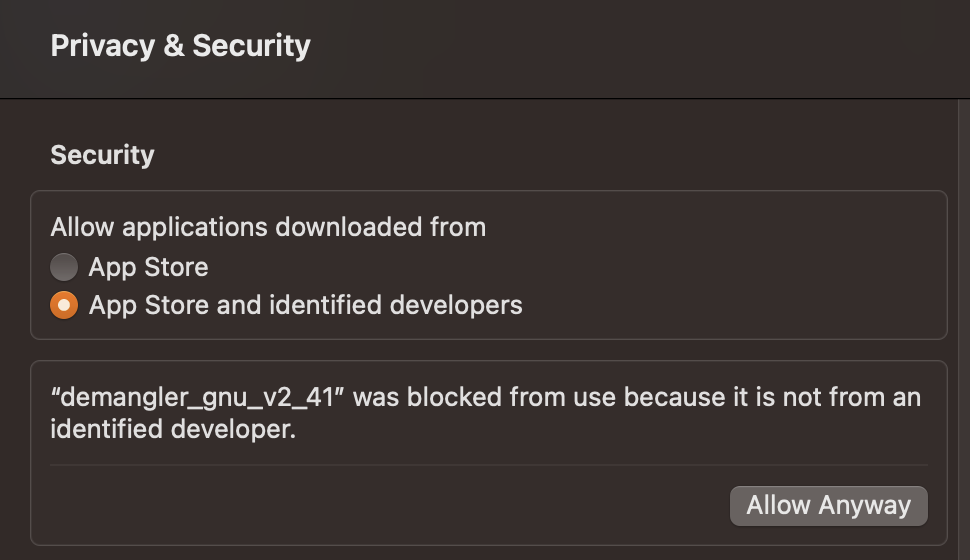 Privacy & Security
Security
Allow applications downloaded from
App Store
App Store and identified developers
“demangler_gnu_v2_41” was blocked from use because it is not from an
identified developer.
Allow Anyway